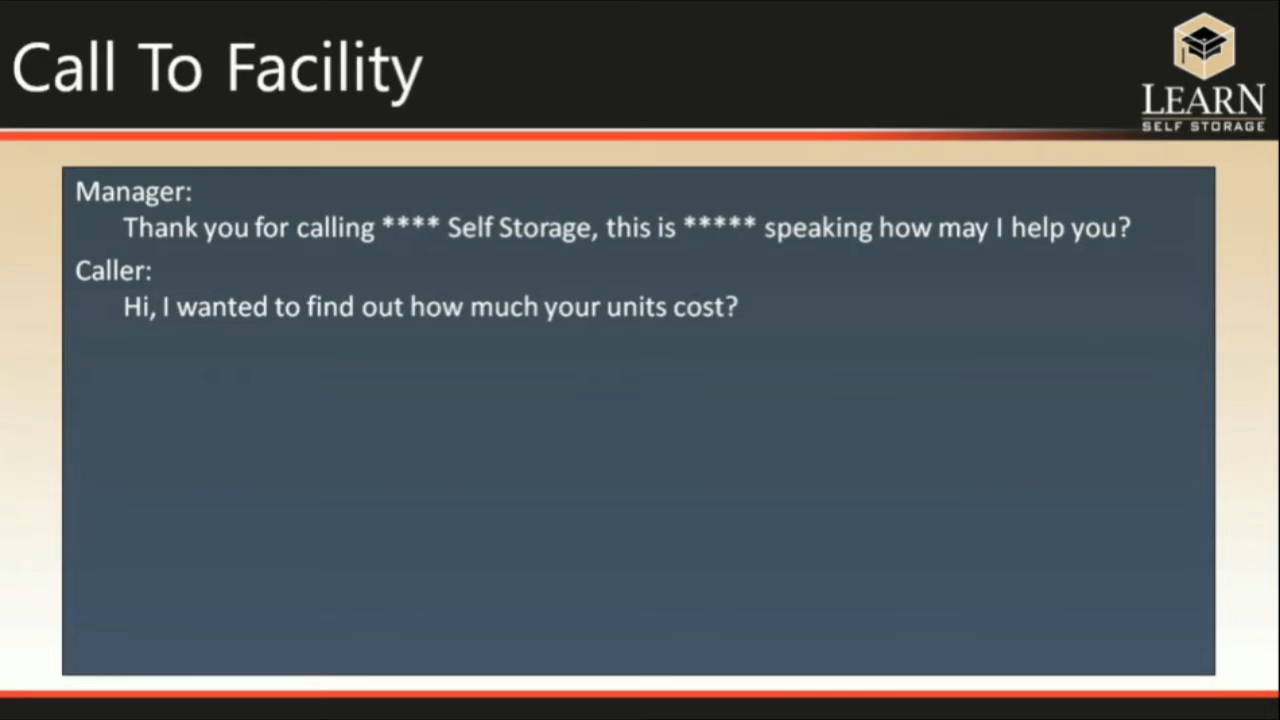 Call To Facility
LEARN
SELF STORAGE
Manager:
Thank you for calling **** Self Storage, this is ***** speaking how may I help you?
Caller:
Hi, I wanted to find out how much your units cost?